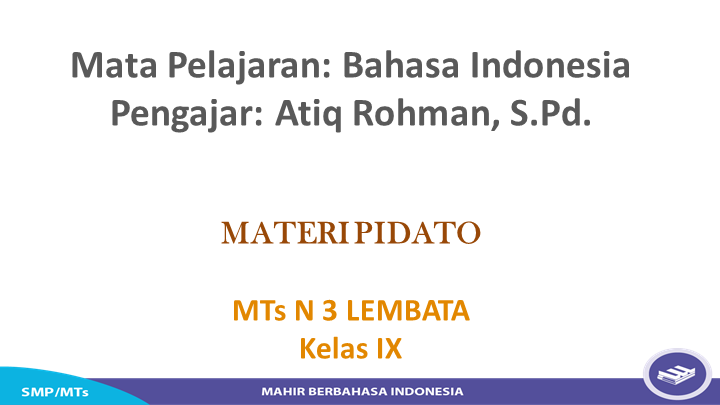 Mata Pelajaran: Bahasa Indonesia
Pengajar: Atiq Rohman, S.Pd.
MATERI PIDATO
MTs N 3 LEMBATA
Kelas IX
SMP/MTs
MAHIR BERBAHASA INDONESIA